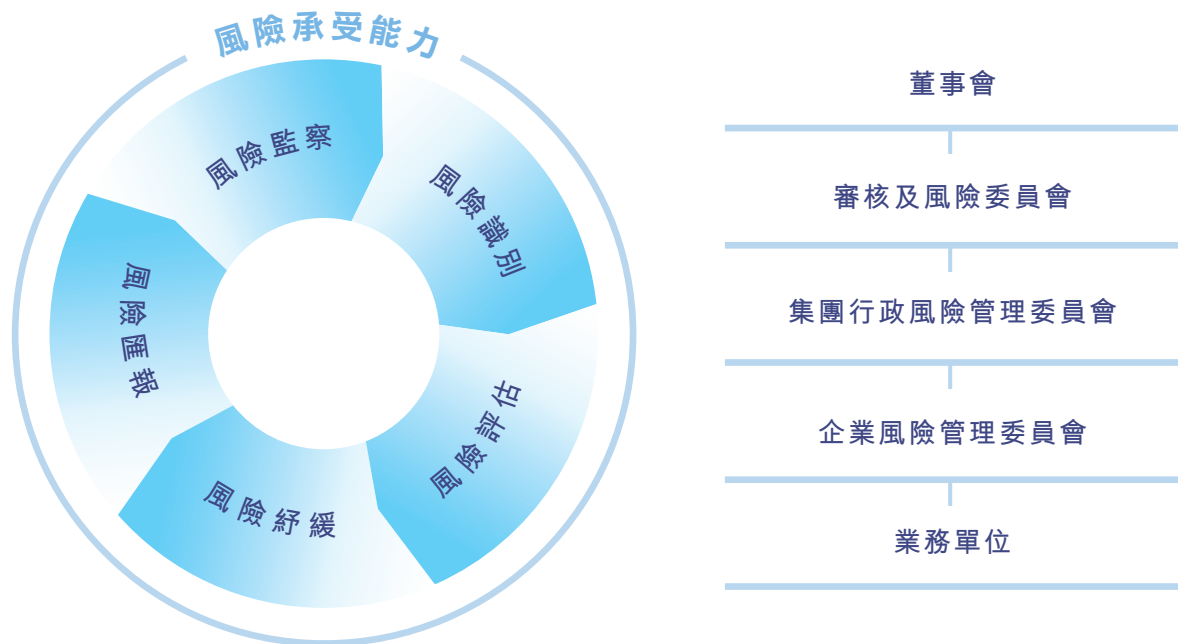 風險承受能力
風險監察
風險識別
風險評估
風險紓緩
風險匯報
董事會
審核及風險委員會
集團行政風險管理委員會
企業風險管理委員會
業務單位